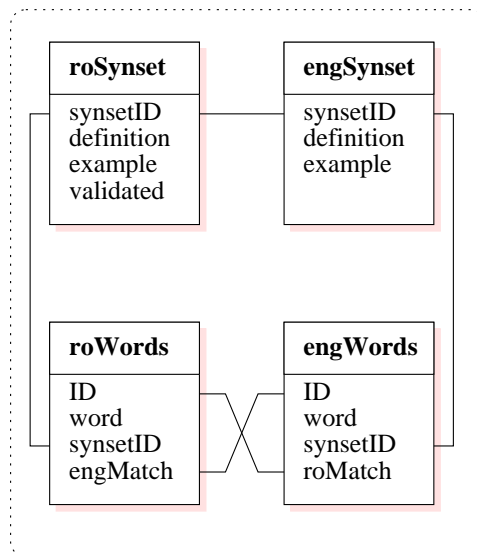 roSynset
synsetID
definition
example
validated
engSynset
synsetID
definition
example
roWords
ID
word
synsetID
engMatch
engWords
ID
word
synsetID
roMatch